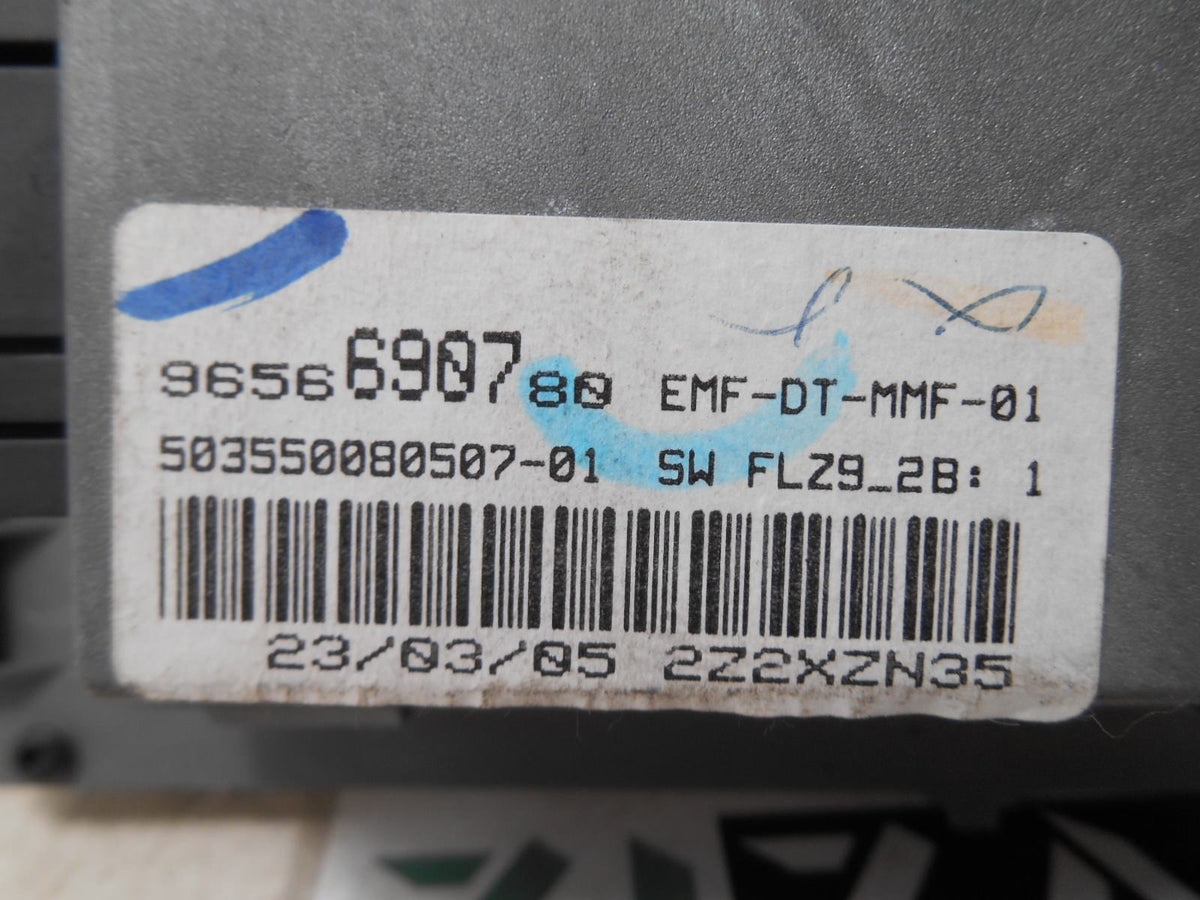 9656690780 EMF-DT-MMF-01
503550080507-01 SW FLZ9_2B: 1
23/03/05 2Z2XZN35